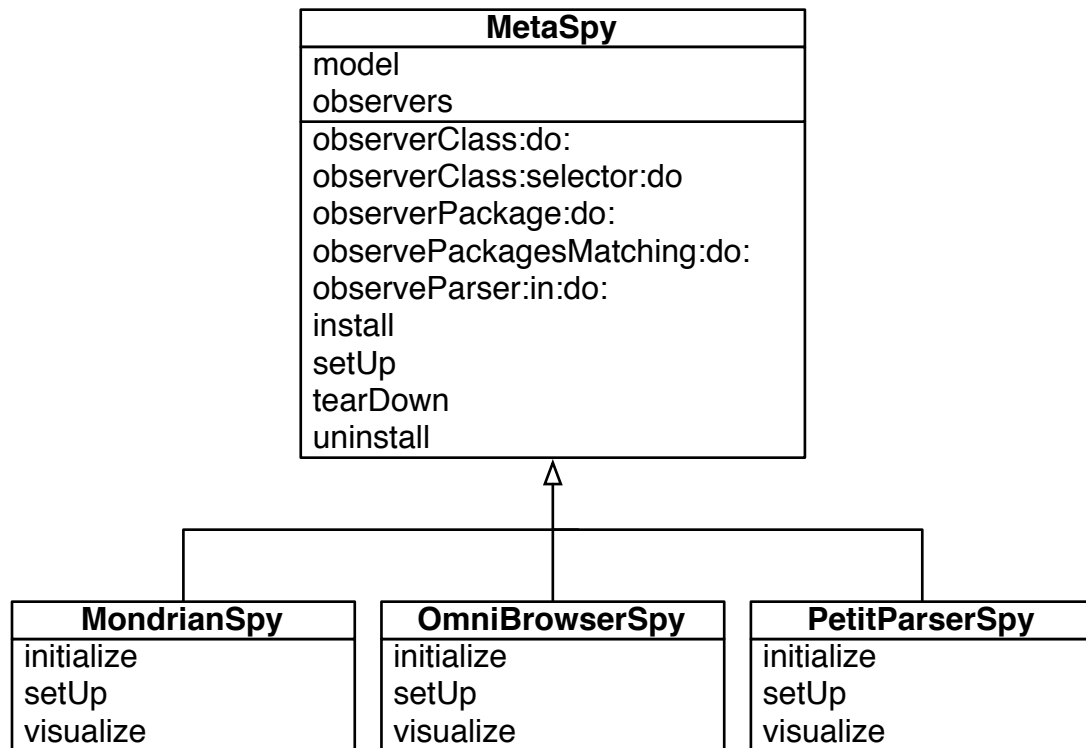 MetaSpy
model
observers
observerClass:do:
observerClass:selector:do
observerPackage:do:
observePackagesMatching:do:
observeParser:in:do:
install
setUp
tearDown
uninstall
MondrianSpy
initialize
setUp
visualize
OmniBrowserSpy
initialize
setUp
visualize
PetitParserSpy
initialize
setUp
visualize